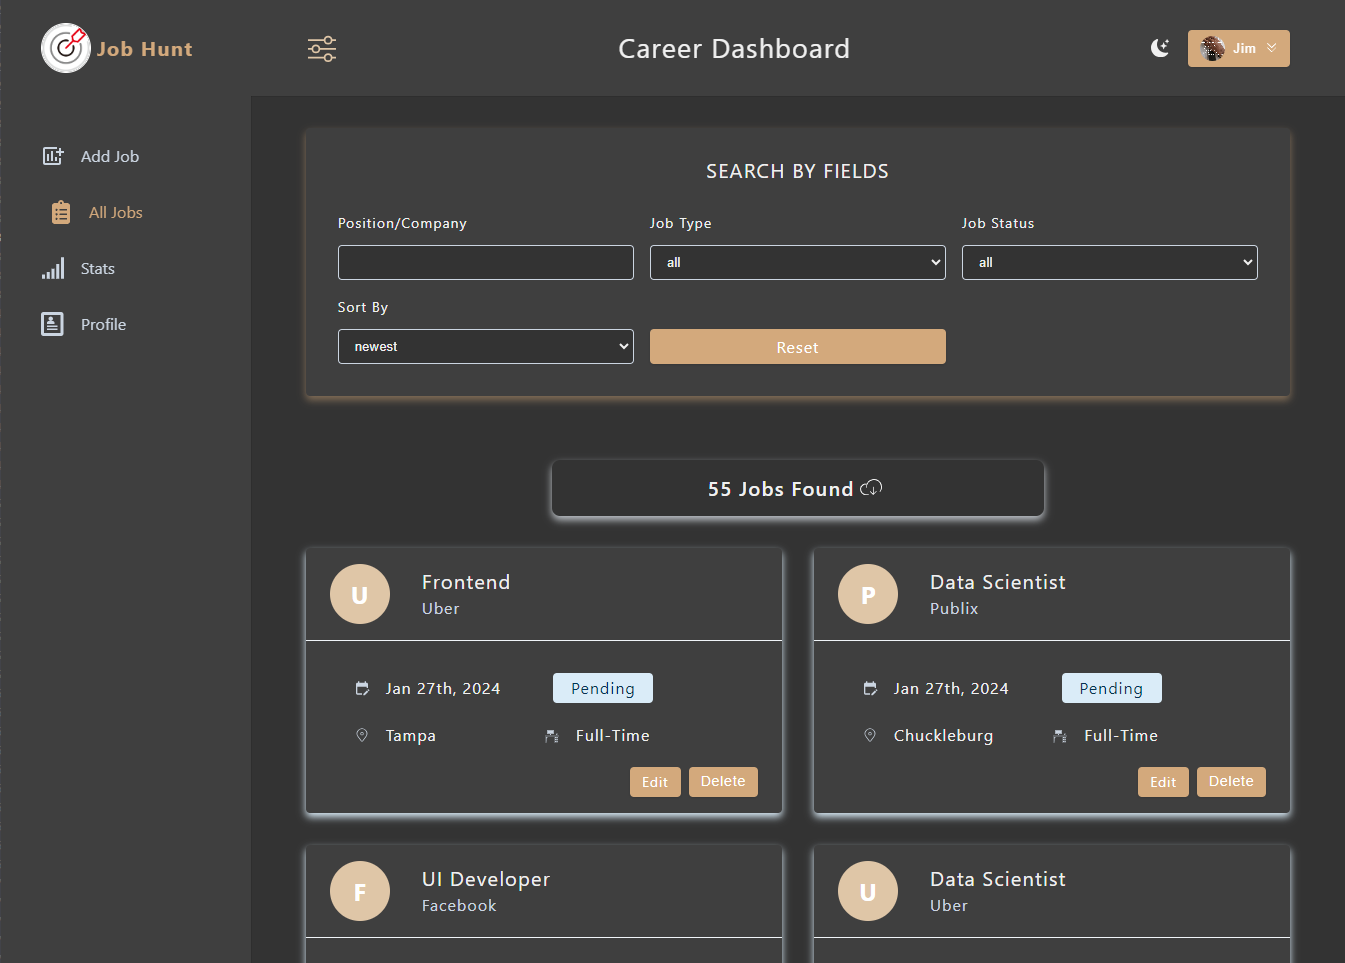 Job Hunt
Career Dashboard
Jim
Add Job
All Jobs
Stats
Profile
SEARCH BY FIELDS
Position/Company
Job Type
Job Status
all
all
Sort By
newest
Reset
55 Jobs Found
U
Frontend
Uber
Jan 27th, 2024
Pending
Tampa
Full-Time
Edit
Delete
P
Data Scientist
Publix
Jan 27th, 2024
Pending
Chuckleburg
Full-Time
Edit
Delete
F
UI Developer
Facebook
U
Data Scientist
Uber